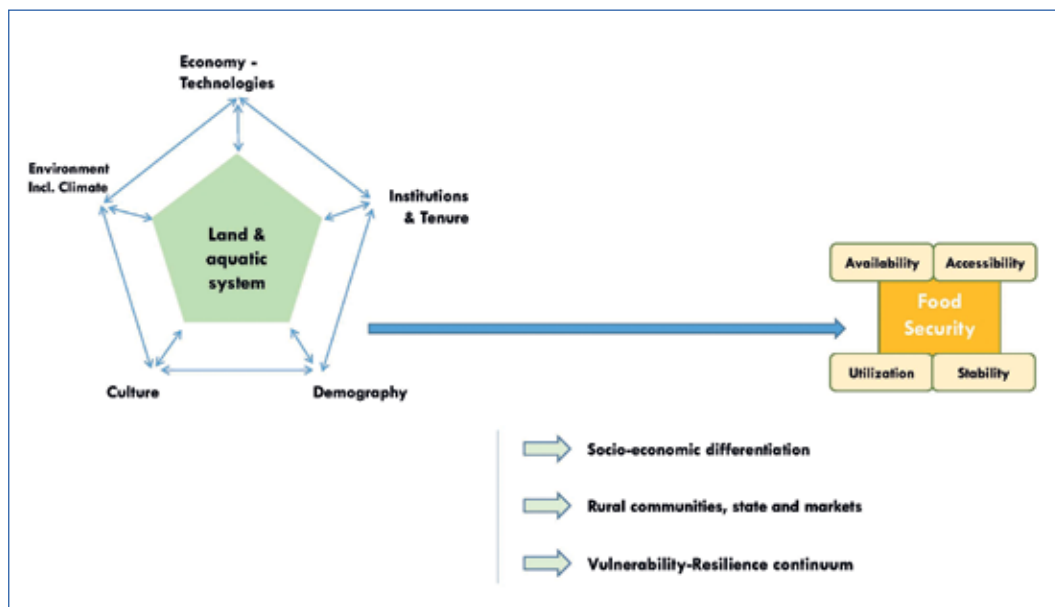 Economy -
Technologies
Environment
Incl. Climate
Institutions
& Tenure
Land &
aquatic
system
Culture
Demography
Availability
Accessibility
Food
Security
Utilization
Stability
Socio-economic differentiation
Rural communities, state and markets
Vulnerability-Resilience continuum